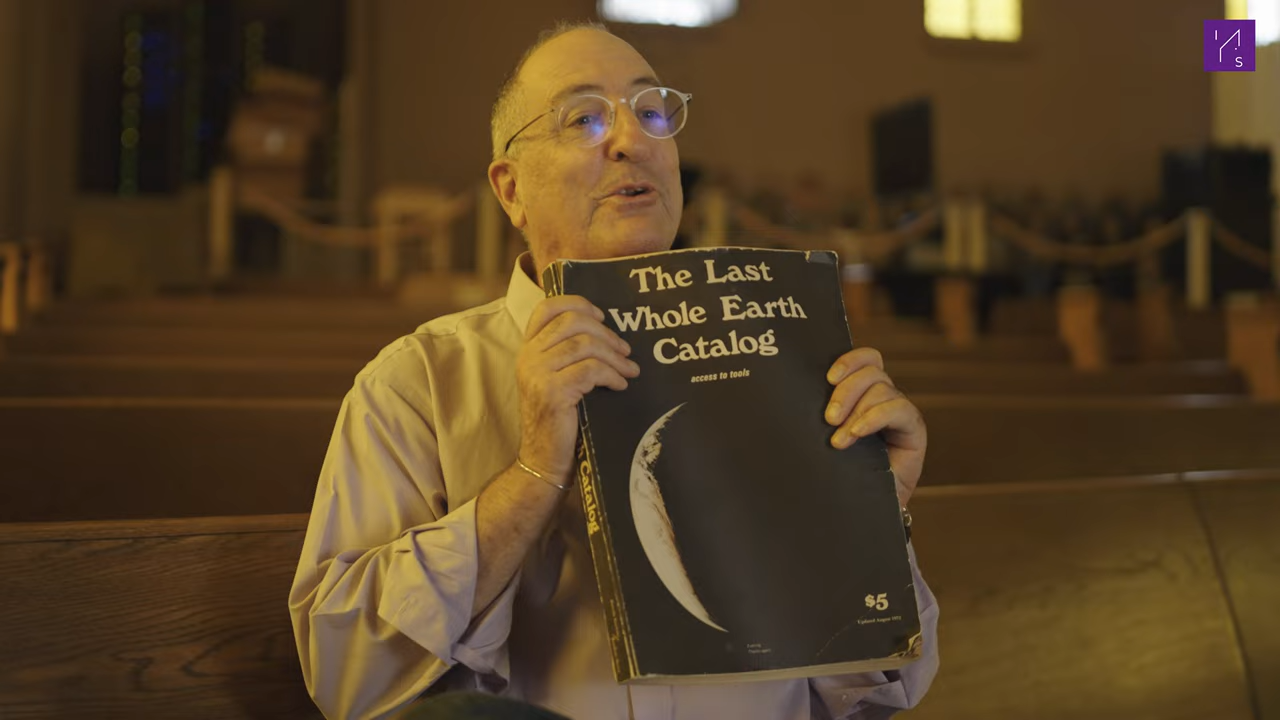 The Last
Whole Earth
Catalog
access to tools
$5
Catalog